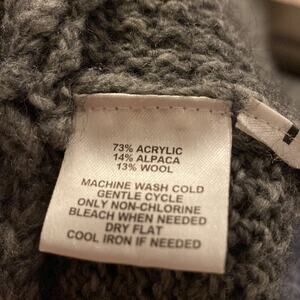 73% ACRYLIC
14% ALPACA
13% WOOL
MACHINE WASH COLD
GENTLE CYCLE
ONLY NON-CHLORINE
BLEACH WHEN NEEDED
DRY FLAT
COOL IRON IF NEEDED